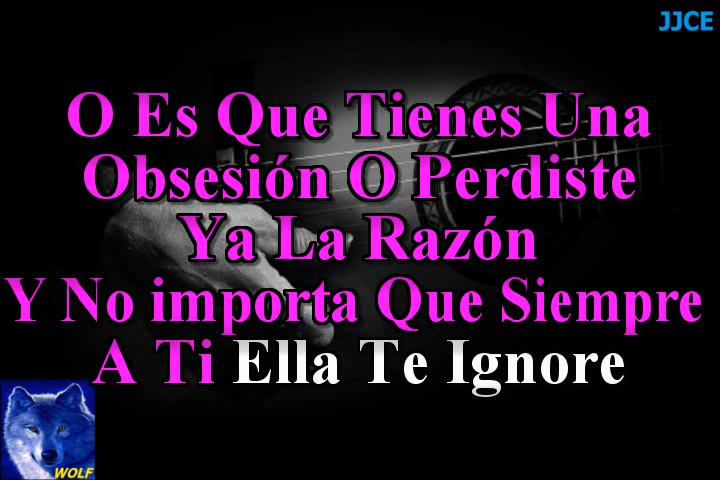 JJCE
O Es Que Tienes Una
Obsesión O Perdiste
Ya La Razón
Y No importa Que Siempre
A Ti Ella Te Ignore
WOLF